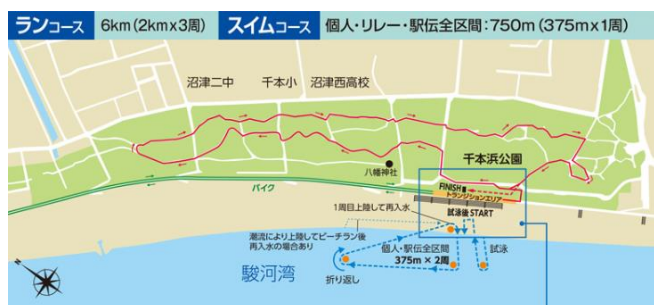 ランコース 6km(2km×3周) スイムコース 個人・リレー・駅伝全区間:750m(375m×1周)
沼津二中 千本小 沼津西高校
千本浜公園
八幡神社
FINISH
トランジションエリア
バイク
1周目上陸して再入水
試泳後START
潮流により上陸してビーチラン後
再入水の場合あり
個人・駅伝全区間
375m × 2周
試泳
駿河湾
折り返し